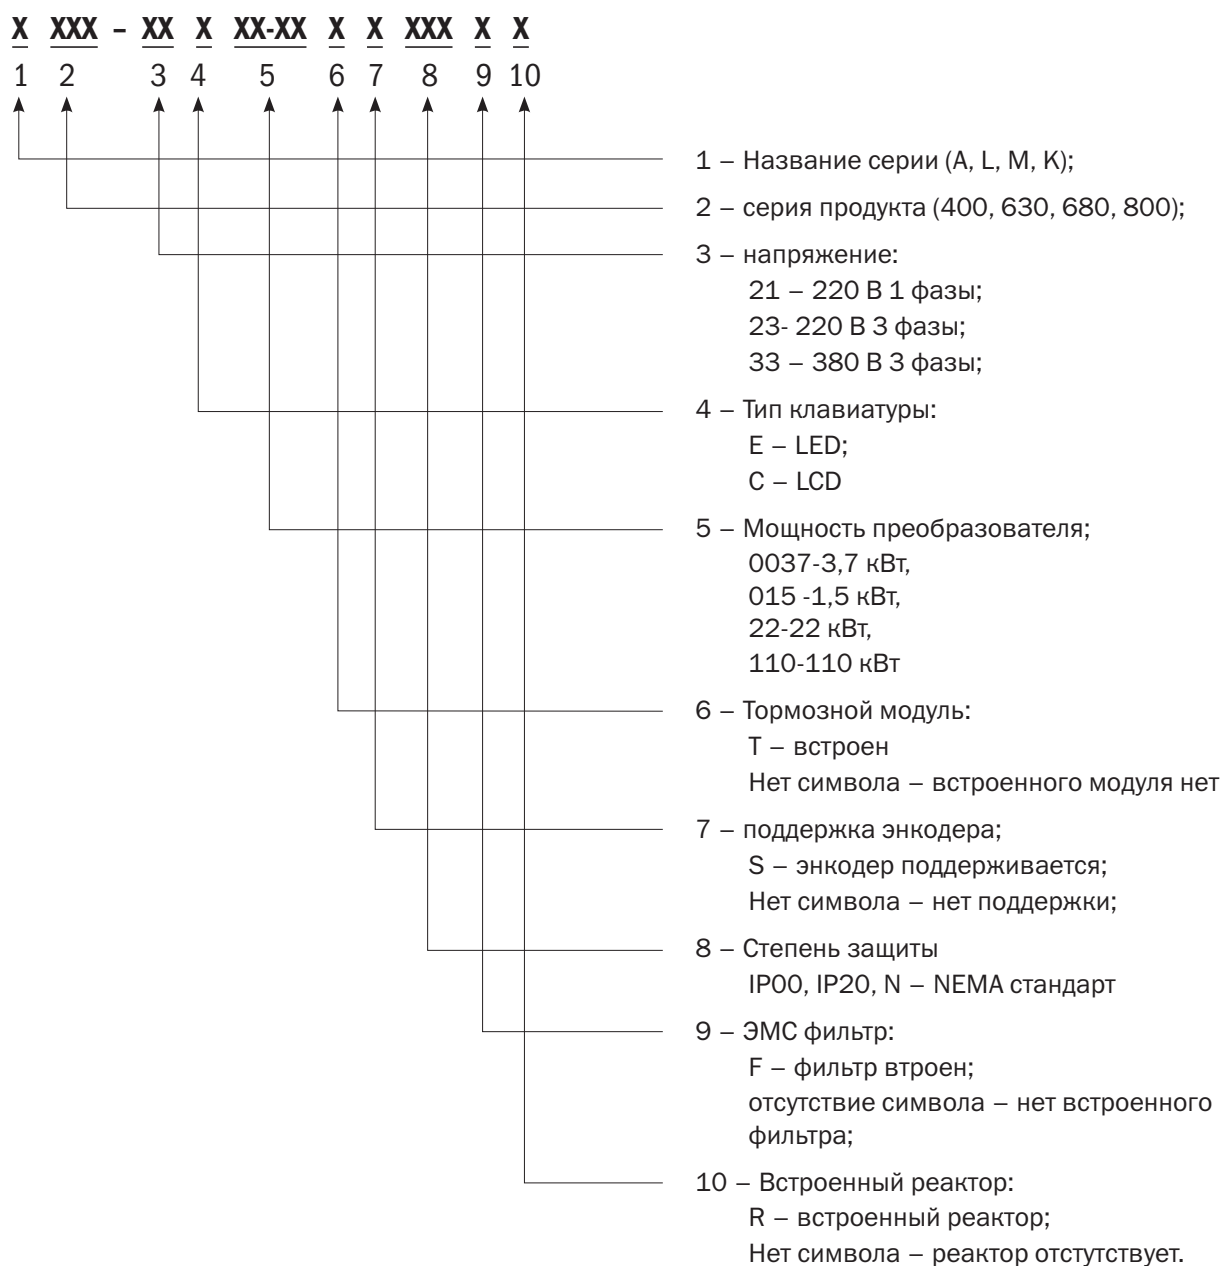 X XXX – XX X XX-XX X X XXX X X
1 2 3 4 5 6 7 8 9 10
1 – Название серии (A, L, M, K);
2 – серия продукта (400, 630, 680, 800);
3 – напряжение:
21 – 220 В 1 фазы;
23- 220 В 3 фазы;
33 – 380 В 3 фазы;
4 – Тип клавиатуры:
E – LED;
C – LCD
5 – Мощность преобразователя;
0037-3,7 кВт,
015 -1,5 кВт,
22-22 кВт,
110-110 кВт
6 – Тормозной модуль:
T – встроен
Нет символа – встроенного модуля нет
7 – поддержка энкодера;
S – энкодер поддерживается;
Нет символа – нет поддержки;
8 – Степень защиты
IP00, IP20, N – NEMA стандарт
9 – ЭМС фильтр:
F – фильтр втроен;
отсутствие символа – нет встроенного
фильтра;
10 – Встроенный реактор:
R – встроенный реактор;
Нет символа – реактор отстутствует.